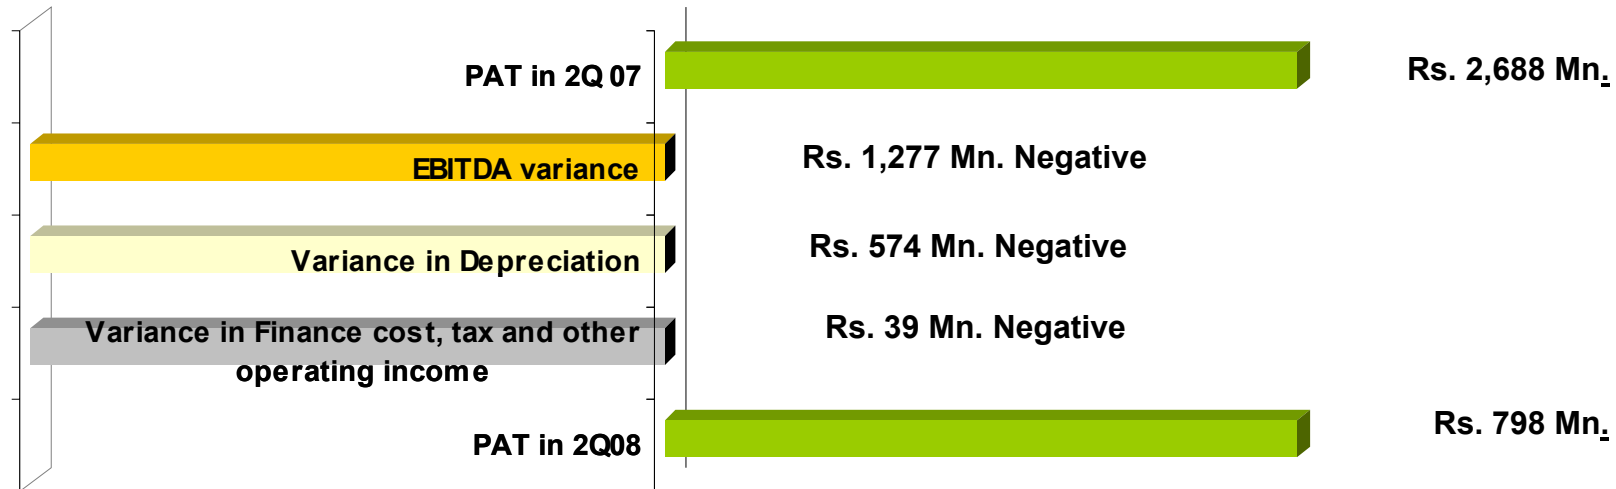 PAT in 2Q 07
Rs. 2,688 Mn.
EBITDA variance
Rs. 1,277 Mn. Negative
Variance in Depreciation
Rs. 574 Mn. Negative
Variance in Finance cost, tax and other
operating income
Rs. 39 Mn. Negative
PAT in 2Q08
Rs. 798 Mn.